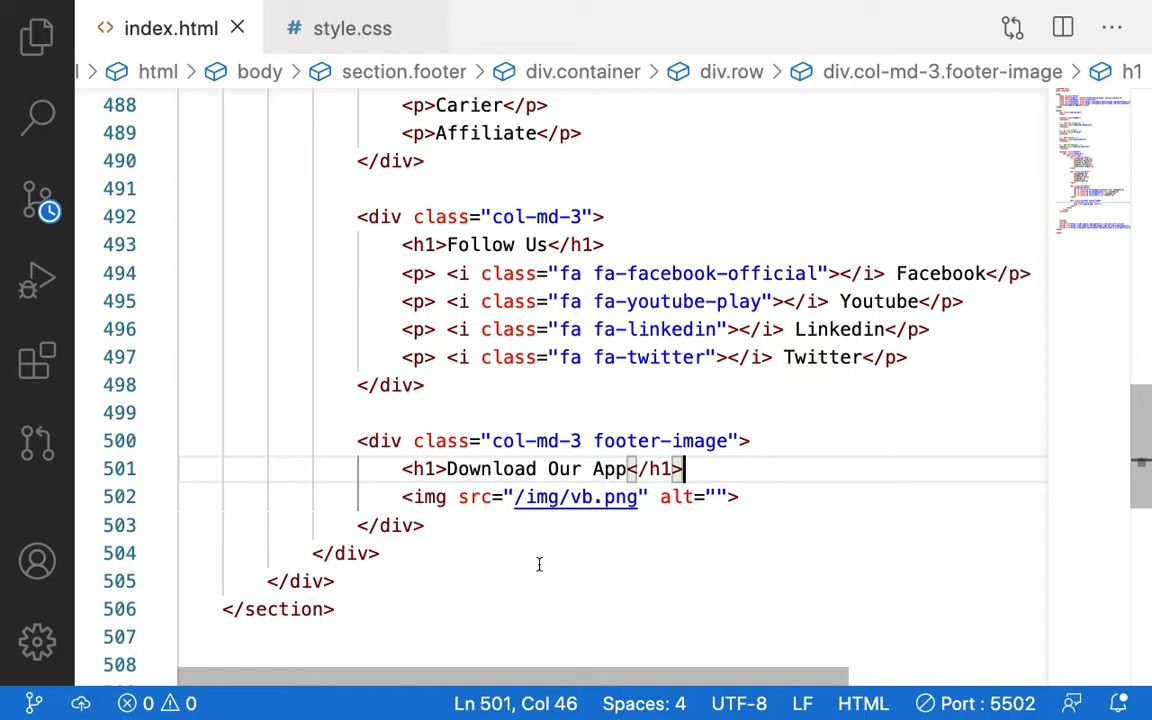 index.html
# style.css
l > html > body > section.footer > div.container > div.row > div.col-md-3.footer-image > h1
488 <p>Carier</p>
489 <p>Affiliate</p>
490 </div>
491
492 <div class="col-md-3">
493 <h1>Follow Us</h1>
494 <p> <i class="fa fa-facebook-official"></i> Facebook</p>
495 <p> <i class="fa fa-youtube-play"></i> Youtube</p>
496 <p> <i class="fa fa-linkedin"></i> Linkedin</p>
497 <p> <i class="fa fa-twitter"></i> Twitter</p>
498 </div>
499
500 <div class="col-md-3 footer-image">
501 <h1>Download Our App</h1>
502 <img src="/img/vb.png" alt="">
503 </div>
504 </div>
505 </div>
506 </section>
507
508
0 0 Ln 501, Col 46 Spaces: 4 UTF-8 LF HTML Port : 5502